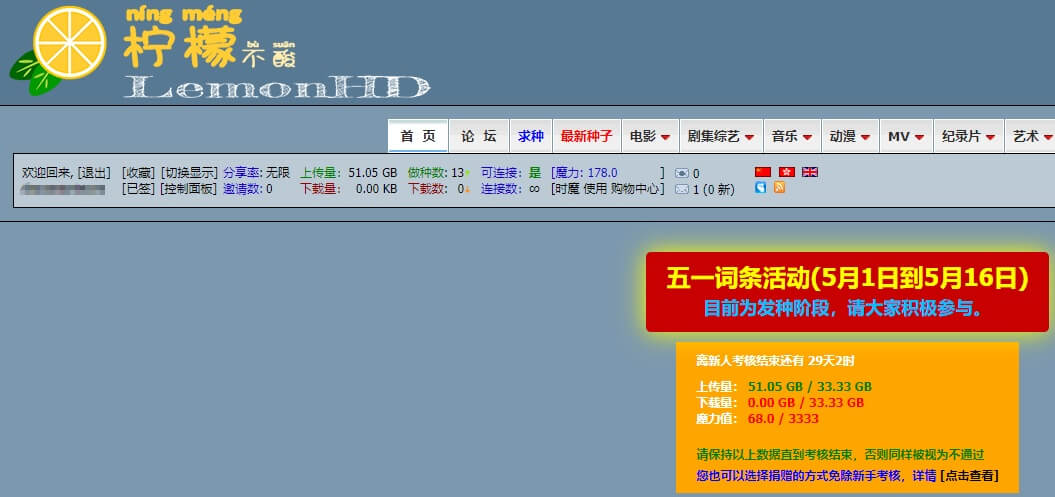 níng méng
bù suān
柠檬不酸
LemonHD
首 页 论 坛 求种 最新种子 电影 剧集综艺 音乐 动漫 MV 纪录片 艺术
欢迎回来, [退出] [收藏] [切换显示] 分享率: 无限 上传量: 51.05 GB 做种数: 13 可连接: 是 [魔力: 178.0 ] 0
[已签] [控制面板] 邀请数: 0 下载量: 0.00 KB 下载数: 0 连接数: ∞ [时魔 使用 购物中心] 1 (0 新)
五一词条活动(5月1日到5月16日)
目前为发种阶段，请大家积极参与。
离新人考核结束还有 29天2时
上传量: 51.05 GB / 33.33 GB
下载量: 0.00 GB / 33.33 GB
魔力值: 68.0 / 3333
请保持以上数据直到考核结束，否则同样被视为不通过
您也可以选择捐赠的方式免除新手考核，详情 [点击查看]